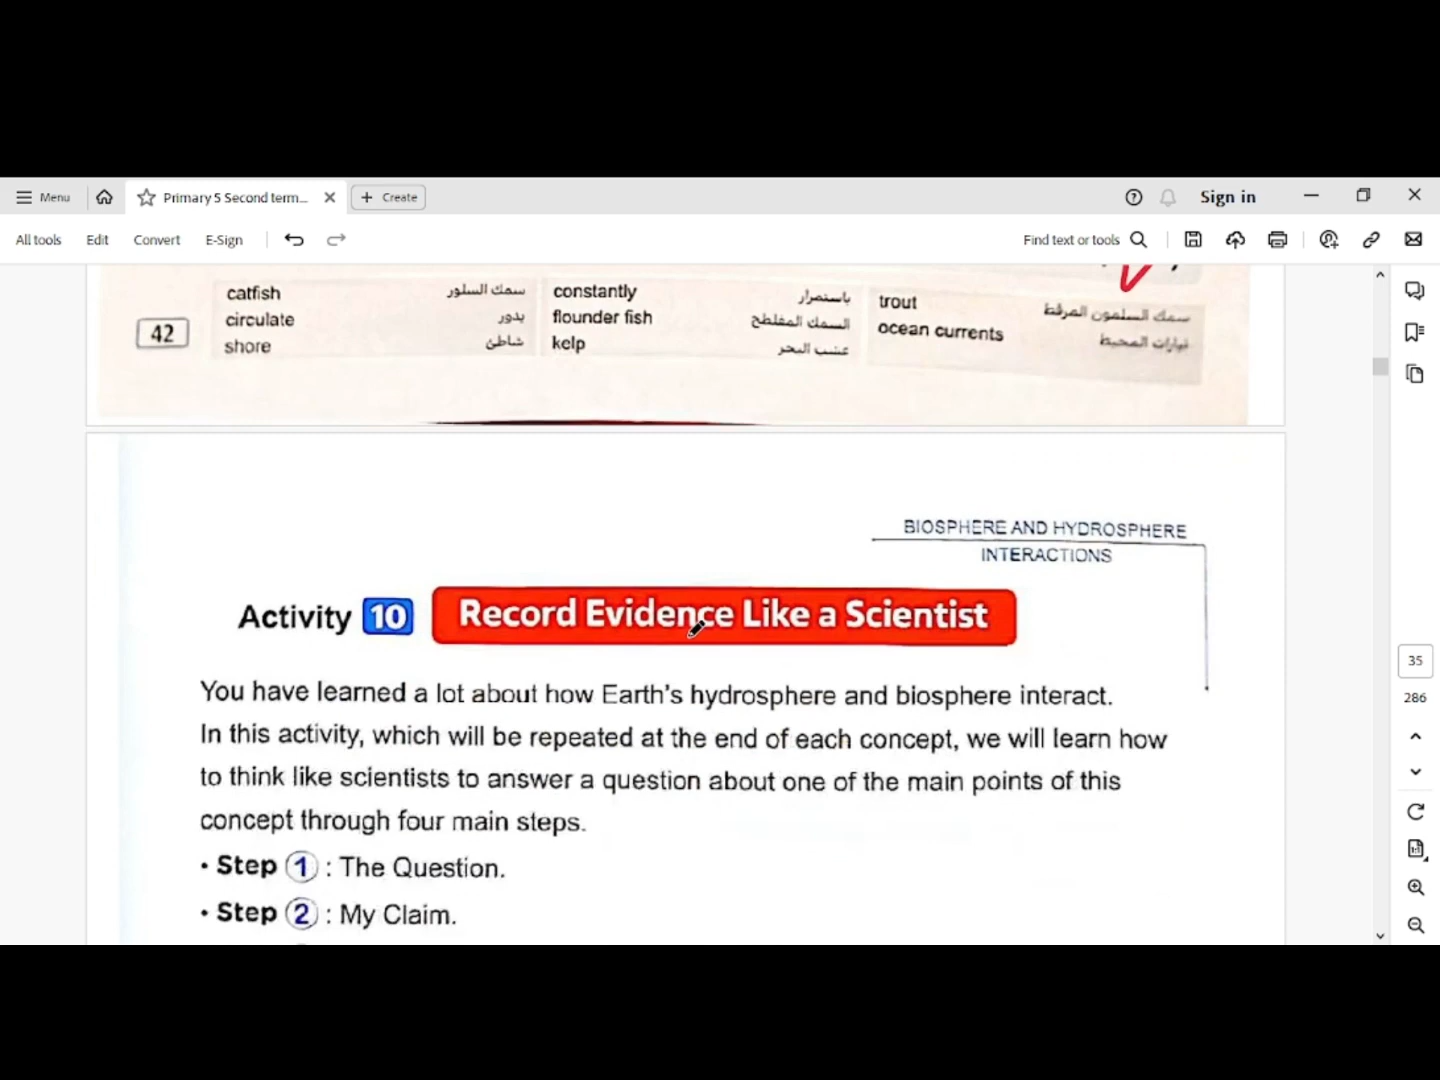 Menu
Primary 5 Second term...
Create
Sign in
All tools
Edit
Convert
E-Sign
Find text or tools
catfish سمك السلور constantly باستمرار trout سمك السلمون المرقط
circulate يدور flounder fish السمك المفلطح ocean currents تيارات المحيط
shore شاطئ kelp عشب البحر
42
BIOSPHERE AND HYDROSPHERE
INTERACTIONS
Activity 10 Record Evidence Like a Scientist
You have learned a lot about how Earth's hydrosphere and biosphere interact.
In this activity, which will be repeated at the end of each concept, we will learn how
to think like scientists to answer a question about one of the main points of this
concept through four main steps.
• Step 1 : The Question.
• Step 2 : My Claim.
35
286